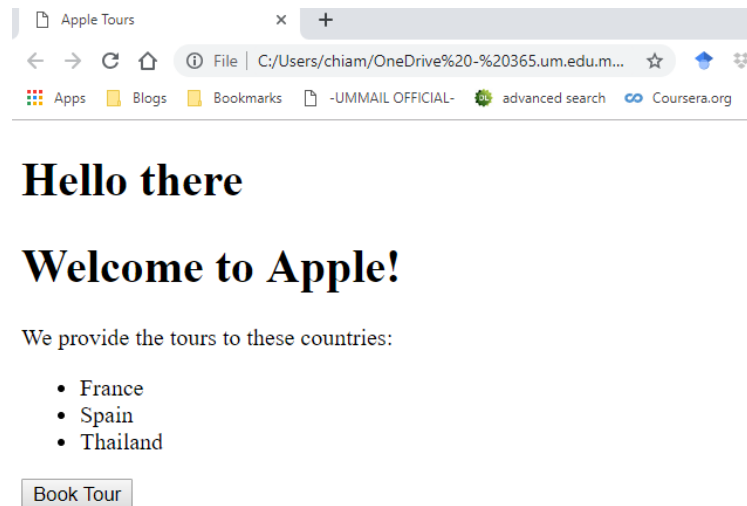 Apple Tours
File | C:/Users/chiam/OneDrive%20-%20365.um.edu.m...
Apps Blogs Bookmarks -UMMAIL OFFICIAL- advanced search Coursera.org
Hello there
Welcome to Apple!
We provide the tours to these countries:
• France
• Spain
• Thailand
Book Tour